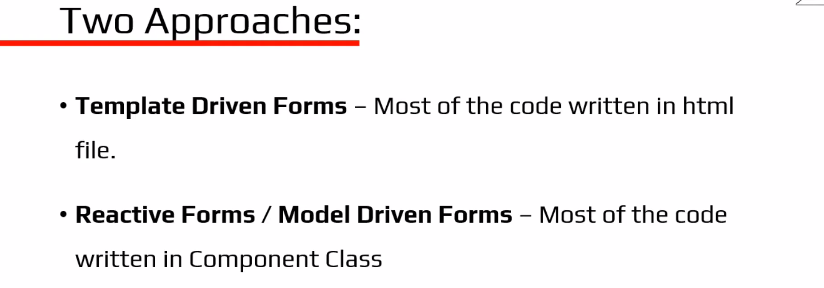 Two Approaches:
• Template Driven Forms – Most of the code written in html
file.
• Reactive Forms / Model Driven Forms – Most of the code
written in Component Class